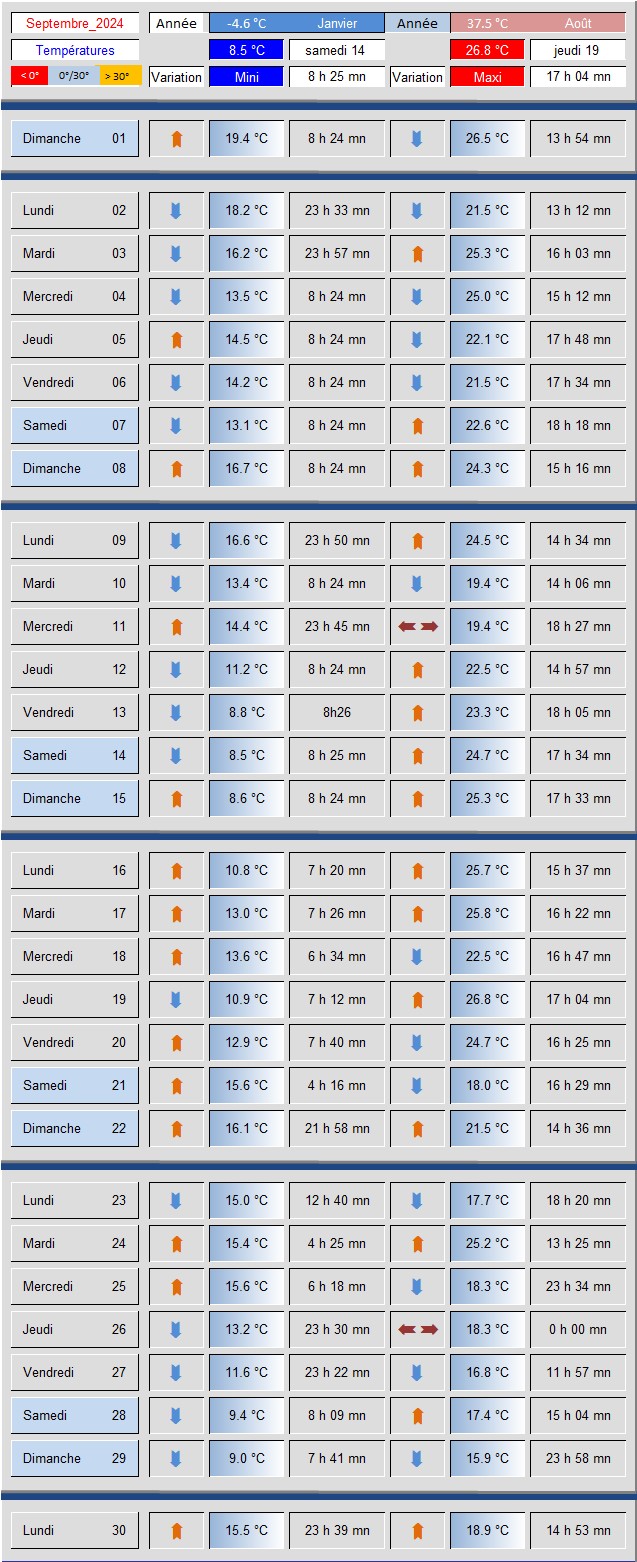 Septembre_2024 Année -4.6 °C Janvier Année 37.5 °C Août
Températures 8.5 °C samedi 14 26.8 °C jeudi 19
< 0° 0°/30° > 30° Variation Mini 8 h 25 mn Variation Maxi 17 h 04 mn
Dimanche 01 19.4 °C 8 h 24 mn 26.5 °C 13 h 54 mn
Lundi 02 18.2 °C 23 h 33 mn 21.5 °C 13 h 12 mn
Mardi 03 16.2 °C 23 h 57 mn 25.3 °C 16 h 03 mn
Mercredi 04 13.5 °C 8 h 24 mn 25.0 °C 15 h 12 mn
Jeudi 05 14.5 °C 8 h 24 mn 22.1 °C 17 h 48 mn
Vendredi 06 14.2 °C 8 h 24 mn 21.5 °C 17 h 34 mn
Samedi 07 13.1 °C 8 h 24 mn 22.6 °C 18 h 18 mn
Dimanche 08 16.7 °C 8 h 24 mn 24.3 °C 15 h 16 mn
Lundi 09 16.6 °C 23 h 50 mn 24.5 °C 14 h 34 mn
Mardi 10 13.4 °C 8 h 24 mn 19.4 °C 14 h 06 mn
Mercredi 11 14.4 °C 23 h 45 mn 19.4 °C 18 h 27 mn
Jeudi 12 11.2 °C 8 h 24 mn 22.5 °C 14 h 57 mn
Vendredi 13 8.8 °C 8h26 23.3 °C 18 h 05 mn
Samedi 14 8.5 °C 8 h 25 mn 24.7 °C 17 h 34 mn
Dimanche 15 8.6 °C 8 h 24 mn 25.3 °C 17 h 33 mn
Lundi 16 10.8 °C 7 h 20 mn 25.7 °C 15 h 37 mn
Mardi 17 13.0 °C 7 h 26 mn 25.8 °C 16 h 22 mn
Mercredi 18 13.6 °C 6 h 34 mn 22.5 °C 16 h 47 mn
Jeudi 19 10.9 °C 7 h 12 mn 26.8 °C 17 h 04 mn
Vendredi 20 12.9 °C 7 h 40 mn 24.7 °C 16 h 25 mn
Samedi 21 15.6 °C 4 h 16 mn 18.0 °C 16 h 29 mn
Dimanche 22 16.1 °C 21 h 58 mn 21.5 °C 14 h 36 mn
Lundi 23 15.0 °C 12 h 40 mn 17.7 °C 18 h 20 mn
Mardi 24 15.4 °C 4 h 25 mn 25.2 °C 13 h 25 mn
Mercredi 25 15.6 °C 6 h 18 mn 18.3 °C 23 h 34 mn
Jeudi 26 13.2 °C 23 h 30 mn 18.3 °C 0 h 00 mn
Vendredi 27 11.6 °C 23 h 22 mn 16.8 °C 11 h 57 mn
Samedi 28 9.4 °C 8 h 09 mn 17.4 °C 15 h 04 mn
Dimanche 29 9.0 °C 7 h 41 mn 15.9 °C 23 h 58 mn
Lundi 30 15.5 °C 23 h 39 mn 18.9 °C 14 h 53 mn